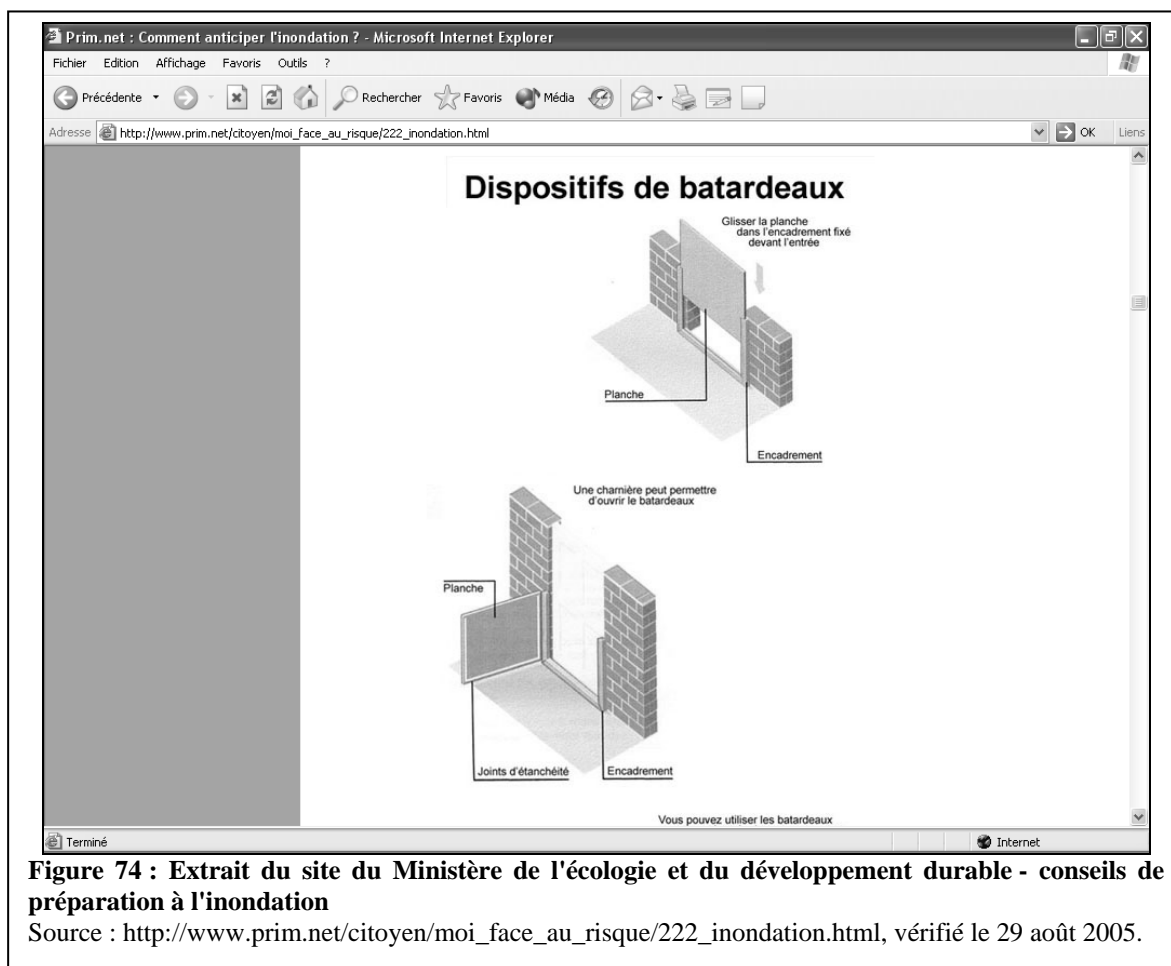 Prim.net : Comment anticiper l'inondation ? - Microsoft Internet Explorer
Fichier Edition Affichage Favoris Outils ?
Précédente Rechercher Favoris Média
Adresse http://www.prim.net/citoyen/moi_face_au_risque/222_inondation.html OK Liens
Dispositifs de batardeaux
Glisser la planche
dans l'encadrement fixé
devant l'entrée
Planche
Encadrement
Une charnière peut permettre
d'ouvrir le batardeaux
Planche
Joints d'étanchéité
Encadrement
Vous pouvez utiliser les batardeaux
Terminé Internet
Figure 74 : Extrait du site du Ministère de l'écologie et du développement durable - conseils de
préparation à l'inondation
Source : http://www.prim.net/citoyen/moi_face_au_risque/222_inondation.html, vérifié le 29 août 2005.